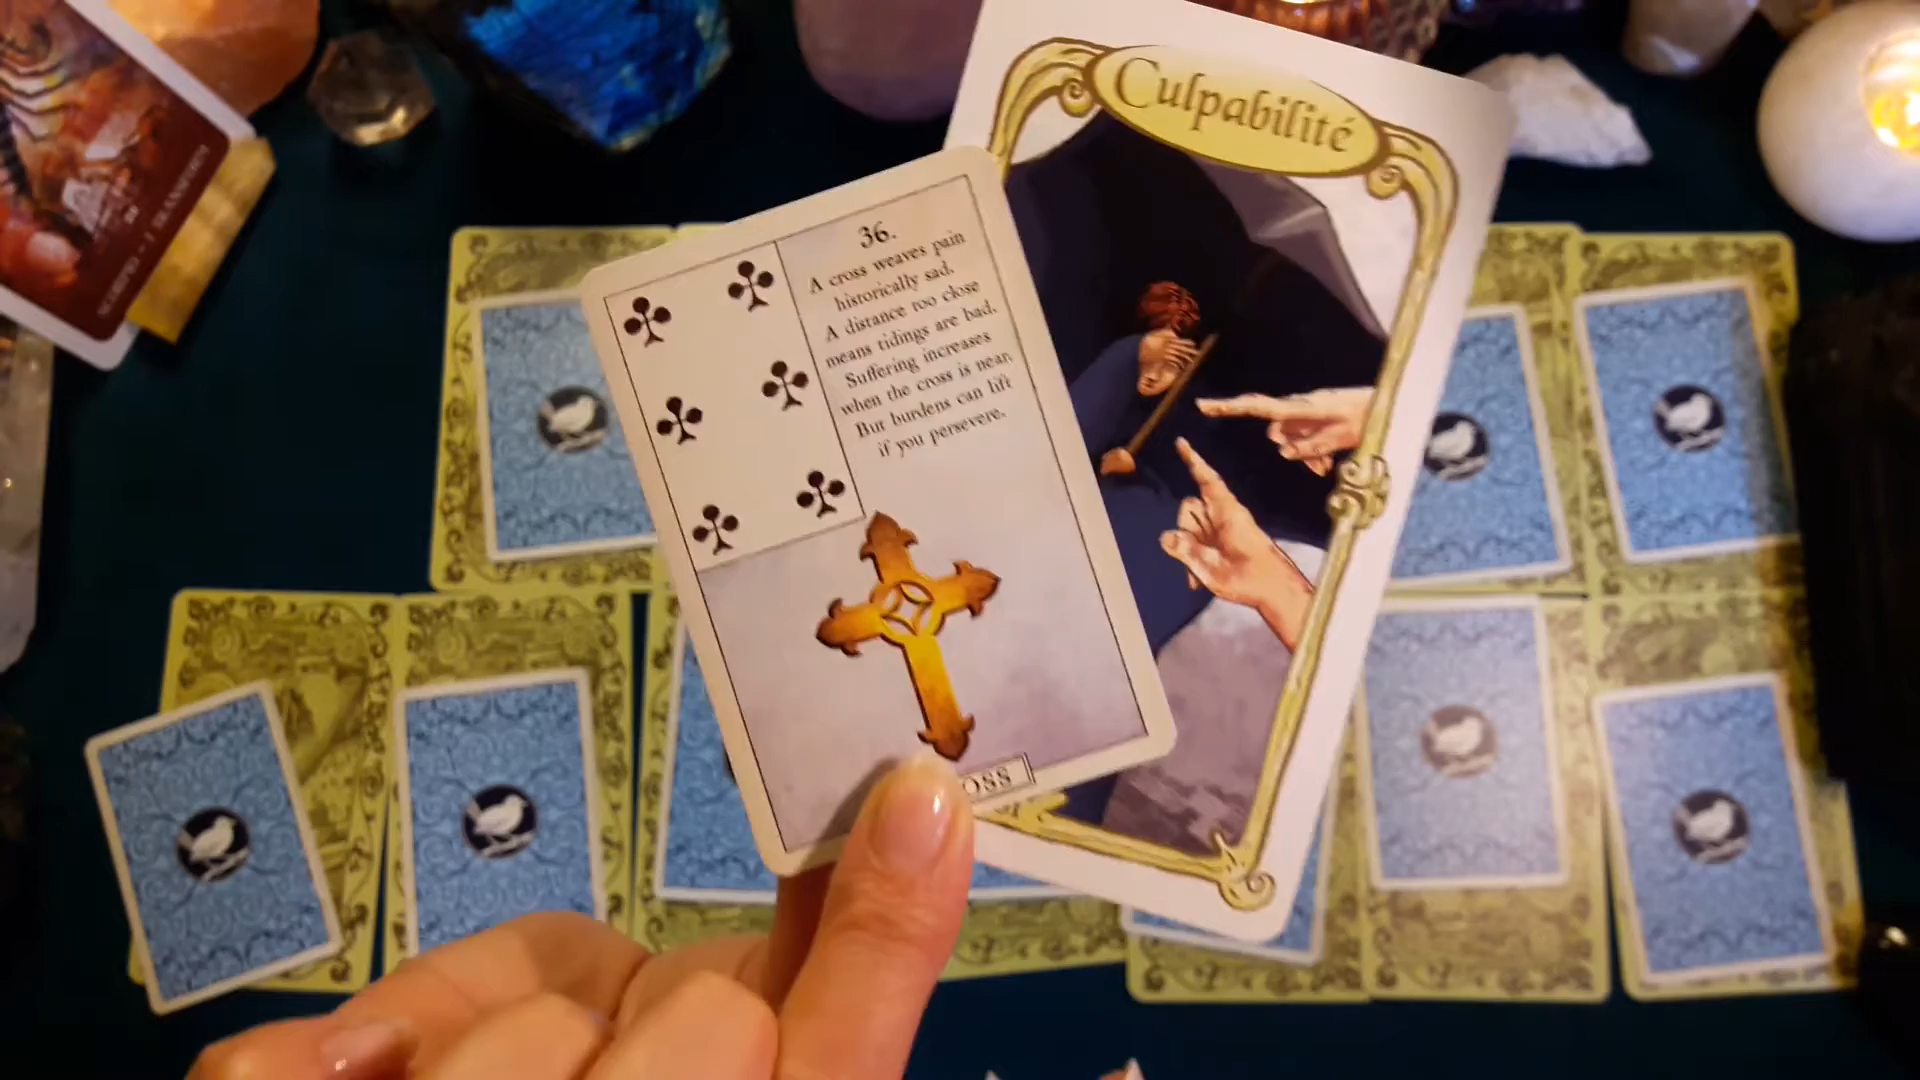 Culpabilité
36.
A cross weaves pain
historically sad.
A distance too close
means tidings are bad.
Suffering increases
when the cross is near.
But burdens can lift
if you persevere.